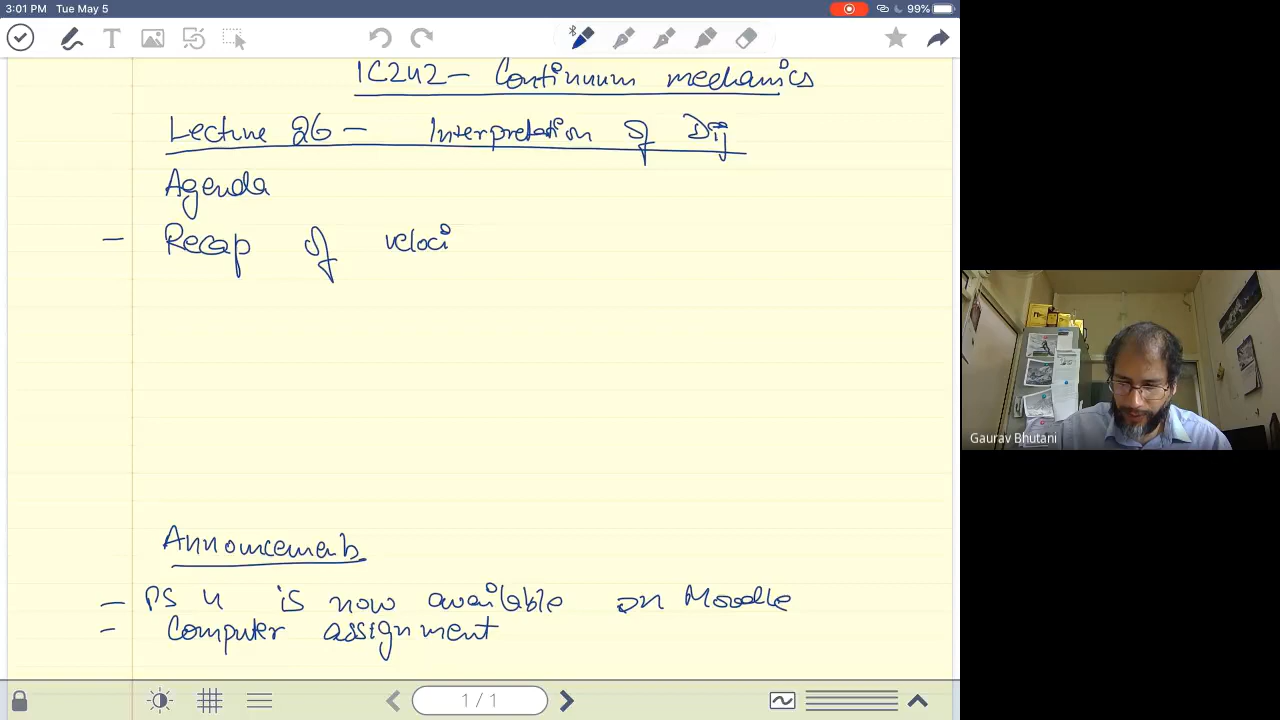 3:01 PM Tue May 5
99%
IC242 - Continuum mechanics
Lecture 26 - Interpretation of Dij
Agenda
- Recap of veloci
Announcements
- PS 4 is now available on Moodle
- Computer assignment
1 / 1
Gaurav Bhutani